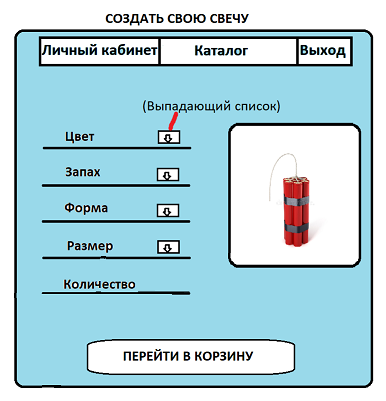 СОЗДАТЬ СВОЮ СВЕЧУ
Личный кабинет Каталог Выход
(Выпадающий список)
Цвет
Запах
Форма
Размер
Количество
ПЕРЕЙТИ В КОРЗИНУ